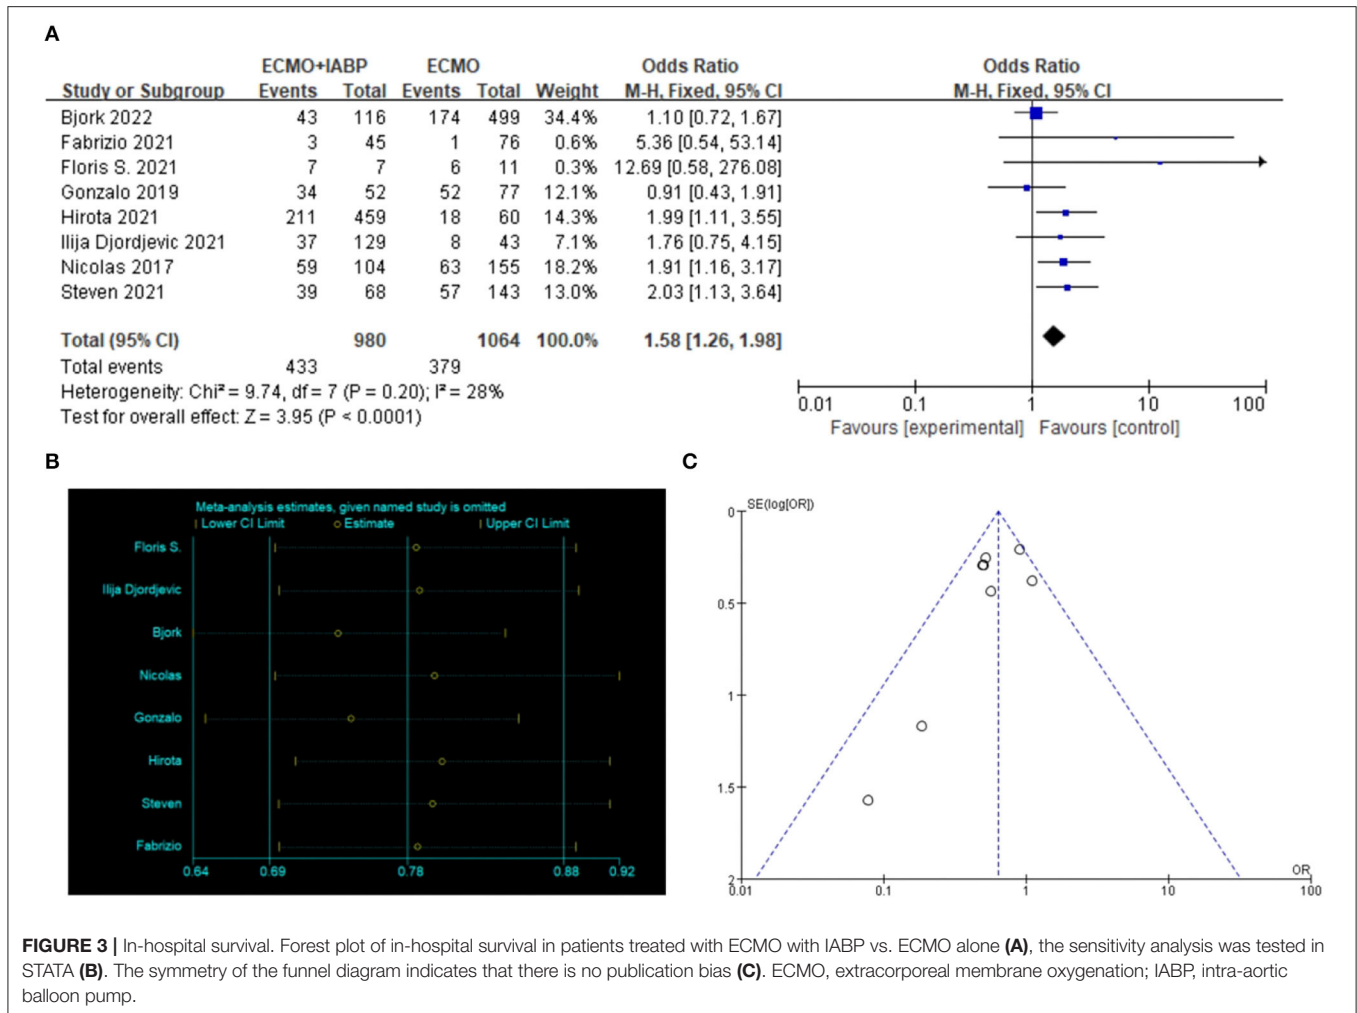 A
ECMO+IABP ECMO Odds Ratio Odds Ratio
Study or Subgroup Events Total Events Total Weight M-H, Fixed, 95% CI M-H, Fixed, 95% CI
Bjork 2022 43 116 174 499 34.4% 1.10 [0.72, 1.67]
Fabrizio 2021 3 45 1 76 0.6% 5.36 [0.54, 53.14]
Floris S. 2021 7 7 6 11 0.3% 12.69 [0.58, 276.08]
Gonzalo 2019 34 52 52 77 12.1% 0.91 [0.43, 1.91]
Hirota 2021 211 459 18 60 14.3% 1.99 [1.11, 3.55]
Ilija Djordjevic 2021 37 129 8 43 7.1% 1.76 [0.75, 4.15]
Nicolas 2017 59 104 63 155 18.2% 1.91 [1.16, 3.17]
Steven 2021 39 68 57 143 13.0% 2.03 [1.13, 3.64]
Total (95% CI) 980 1064 100.0% 1.58 [1.26, 1.98]
Total events 433 379
Heterogeneity: Chi² = 9.74, df = 7 (P = 0.20); I² = 28%
Test for overall effect: Z = 3.95 (P < 0.0001)
0.01 0.1 1 10 100
Favours [experimental] Favours [control]
B
Meta-analysis estimates, given named study is omitted
Lower CI Limit Estimate Upper CI Limit
Floris S.
Ilija Djordjevic
Bjork
Nicolas
Gonzalo
Hirota
Steven
Fabrizio
0.64 0.69 0.78 0.88 0.92
C
SE(log[OR])
0
0.5
1
1.5
2
OR
0.01 0.1 1 10 100
FIGURE 3 | In-hospital survival. Forest plot of in-hospital survival in patients treated with ECMO with IABP vs. ECMO alone (A), the sensitivity analysis was tested in
STATA (B). The symmetry of the funnel diagram indicates that there is no publication bias (C). ECMO, extracorporeal membrane oxygenation; IABP, intra-aortic
balloon pump.